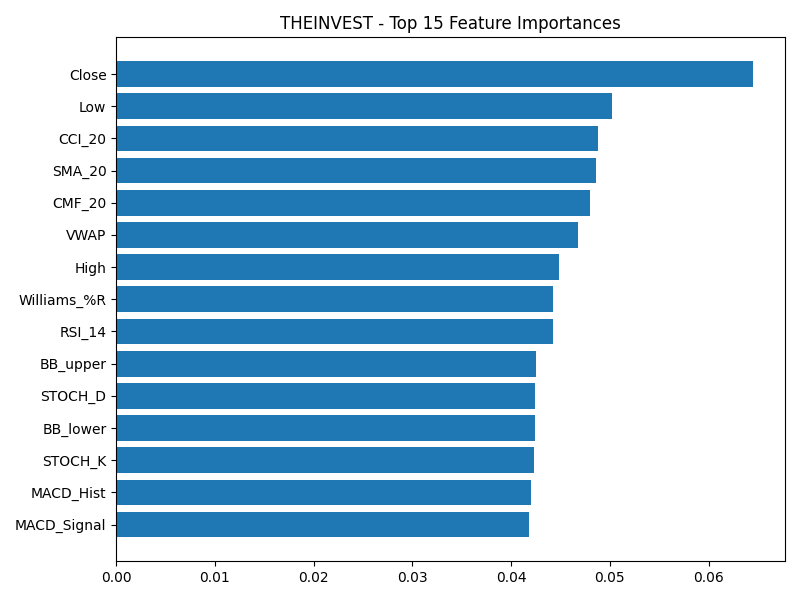 THEINVEST - Top 15 Feature Importances
Close
Low
CCI_20
SMA_20
CMF_20
VWAP
High
Williams_%R
RSI_14
BB_upper
STOCH_D
BB_lower
STOCH_K
MACD_Hist
MACD_Signal
0.00 0.01 0.02 0.03 0.04 0.05 0.06